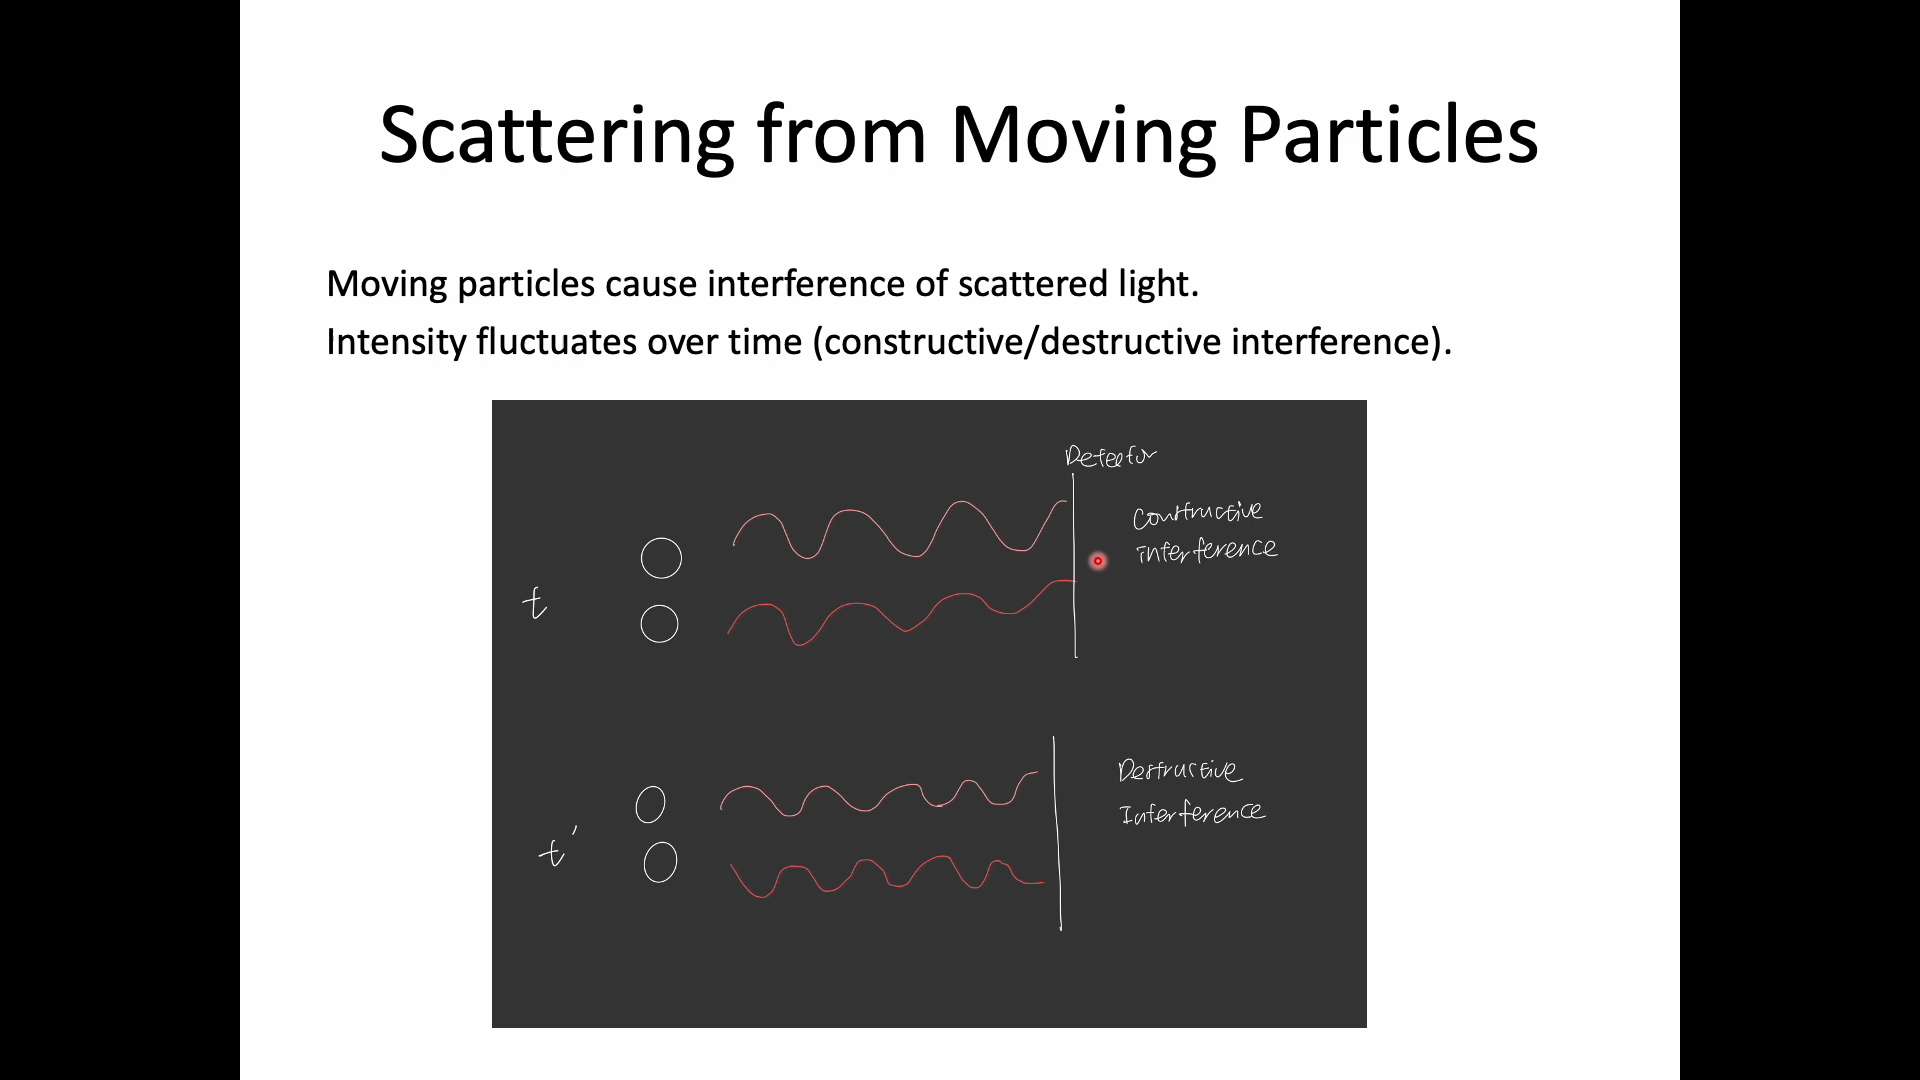 Scattering from Moving Particles
Moving particles cause interference of scattered light.
Intensity fluctuates over time (constructive/destructive interference).
Detector
Constructive
interference
t
Destructive
Interference
t'